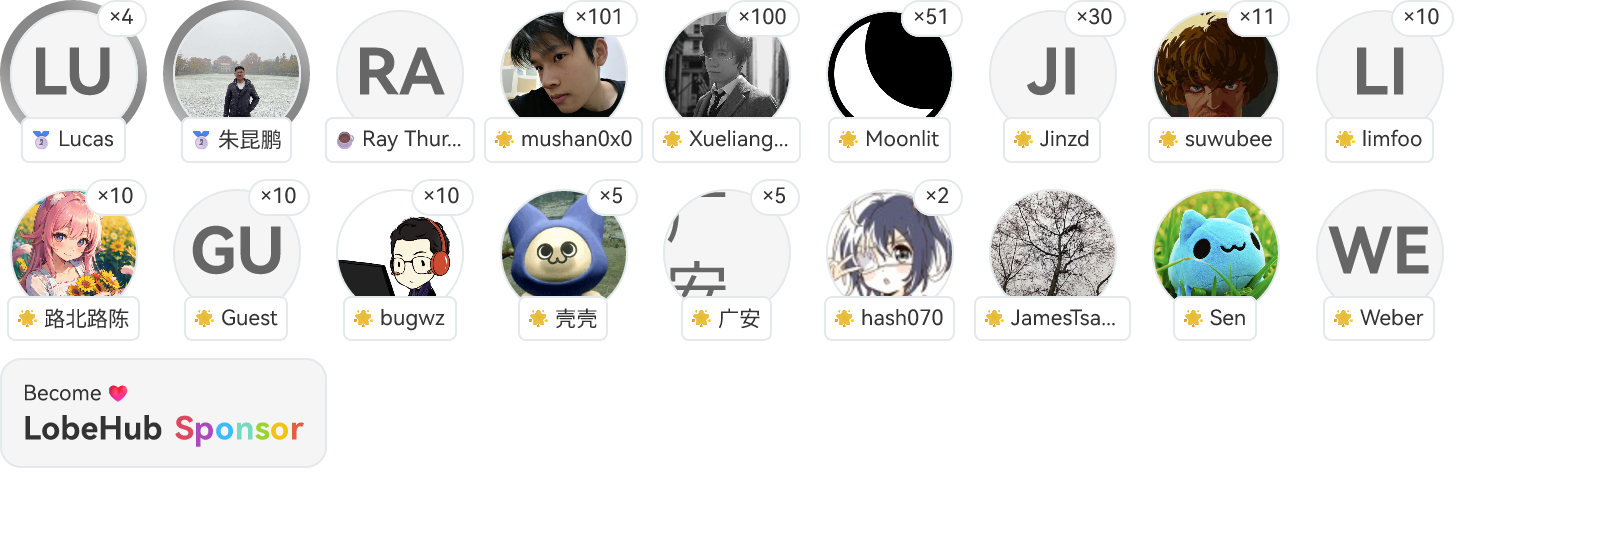 ×4
×101
×100
×51
×30
×11
×10
LU
RA
JI
LI
Lucas
朱昆鹏
Ray Thur...
mushan0x0
Xueliang...
Moonlit
Jinzd
suwubee
limfoo
×10
×10
×10
×5
×5
×2
GU
广
安
WE
路北路陈
Guest
bugwz
壳壳
广安
hash070
JamesTsa...
Sen
Weber
Become
LobeHub Sponsor